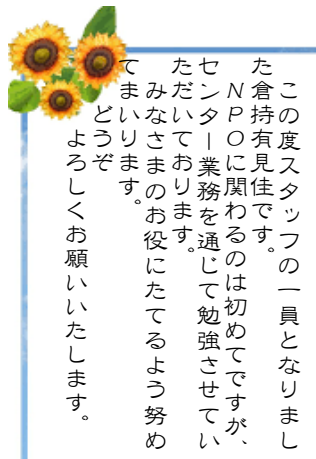 この度スタッフの一員となりまし
た倉持有見佳です。
ＮＰＯに関わるのは初めてですが、
センター業務を通じて勉強させてい
ただいております。
みなさまのお役にたてるよう努め
てまいります。
どうぞ
よろしくお願いいたします。